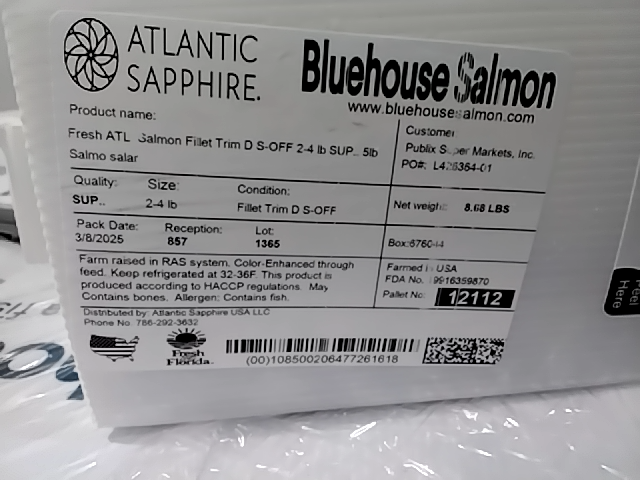 ATLANTIC
SAPPHIRE.
Bluehouse Salmon
www.bluehousesalmon.com
Product name:
Fresh ATL Salmon Fillet Trim D S-OFF 2-4 lb SUP.. 5lb
Salmo salar
Customer
Publix Super Markets, Inc.
PO#:
Quality: Size: Condition:
SUP.. 2-4 lb Fillet Trim D S-OFF
Net weight: 8.68 LBS
Pack Date: Reception: Lot:
3/8/2025 857 1365
Box:
Farm raised in RAS system. Color-Enhanced through
feed. Keep refrigerated at 32-36F. This product is
produced according to HACCP regulations. May
Contains bones. Allergen: Contains fish.
Farmed in USA
FDA No.
Pallet No: 12112
Distributed by: Atlantic Sapphire USA LLC
Phone No: 786-292-3632
Fresh
Florida.
(00)108500206477261618
Peel
Here